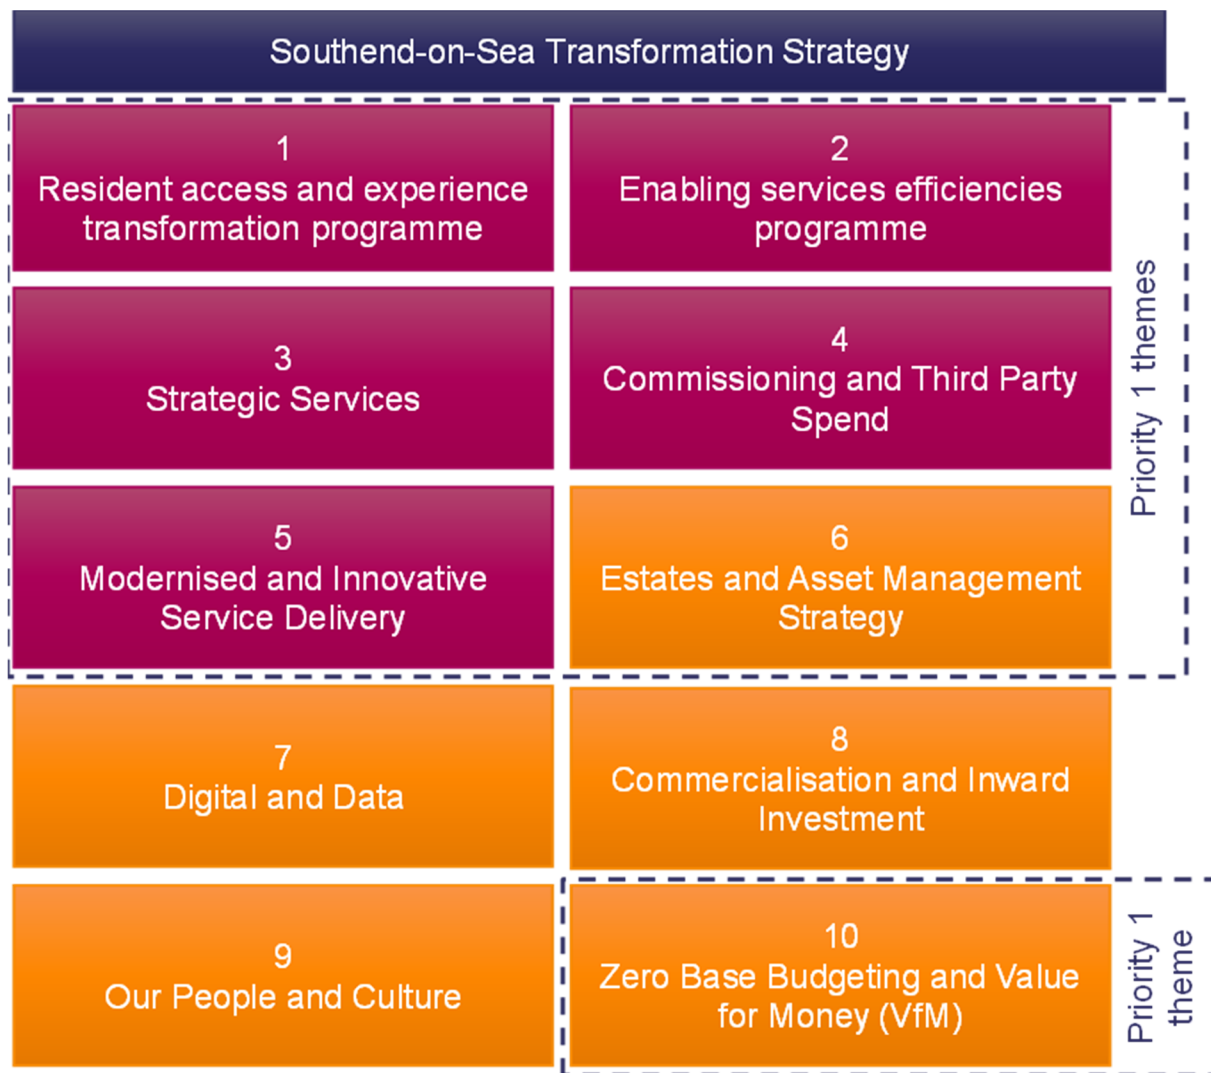 Southend-on-Sea Transformation Strategy
1
Resident access and experience
transformation programme
2
Enabling services efficiencies
programme
3
Strategic Services
4
Commissioning and Third Party
Spend
5
Modernised and Innovative
Service Delivery
6
Estates and Asset Management
Strategy
Priority 1 themes
7
Digital and Data
8
Commercialisation and Inward
Investment
9
Our People and Culture
10
Zero Base Budgeting and Value
for Money (VfM)
Priority 1
theme